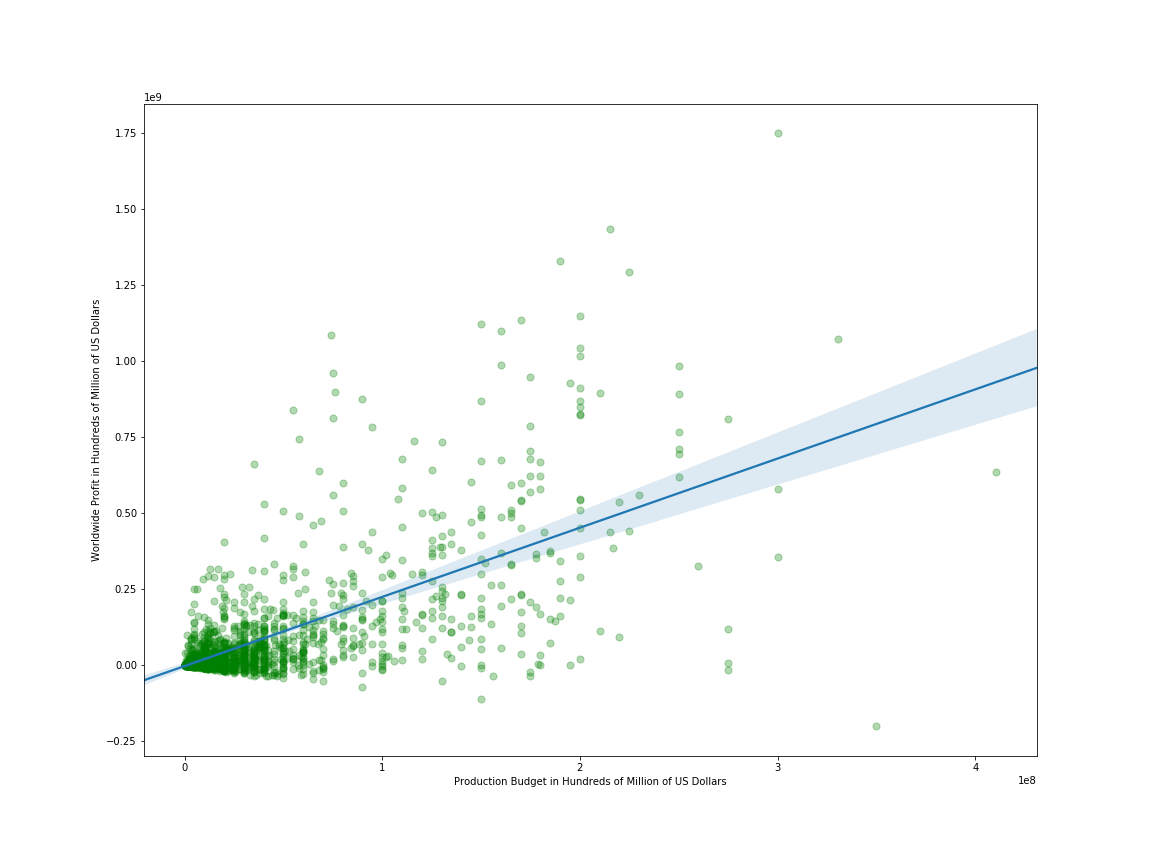 1e9
1.75
1.50
1.25
1.00
0.75
0.50
0.25
0.00
−0.25
Worldwide Profit in Hundreds of Million of US Dollars
0 1 2 3 4
1e8
Production Budget in Hundreds of Million of US Dollars